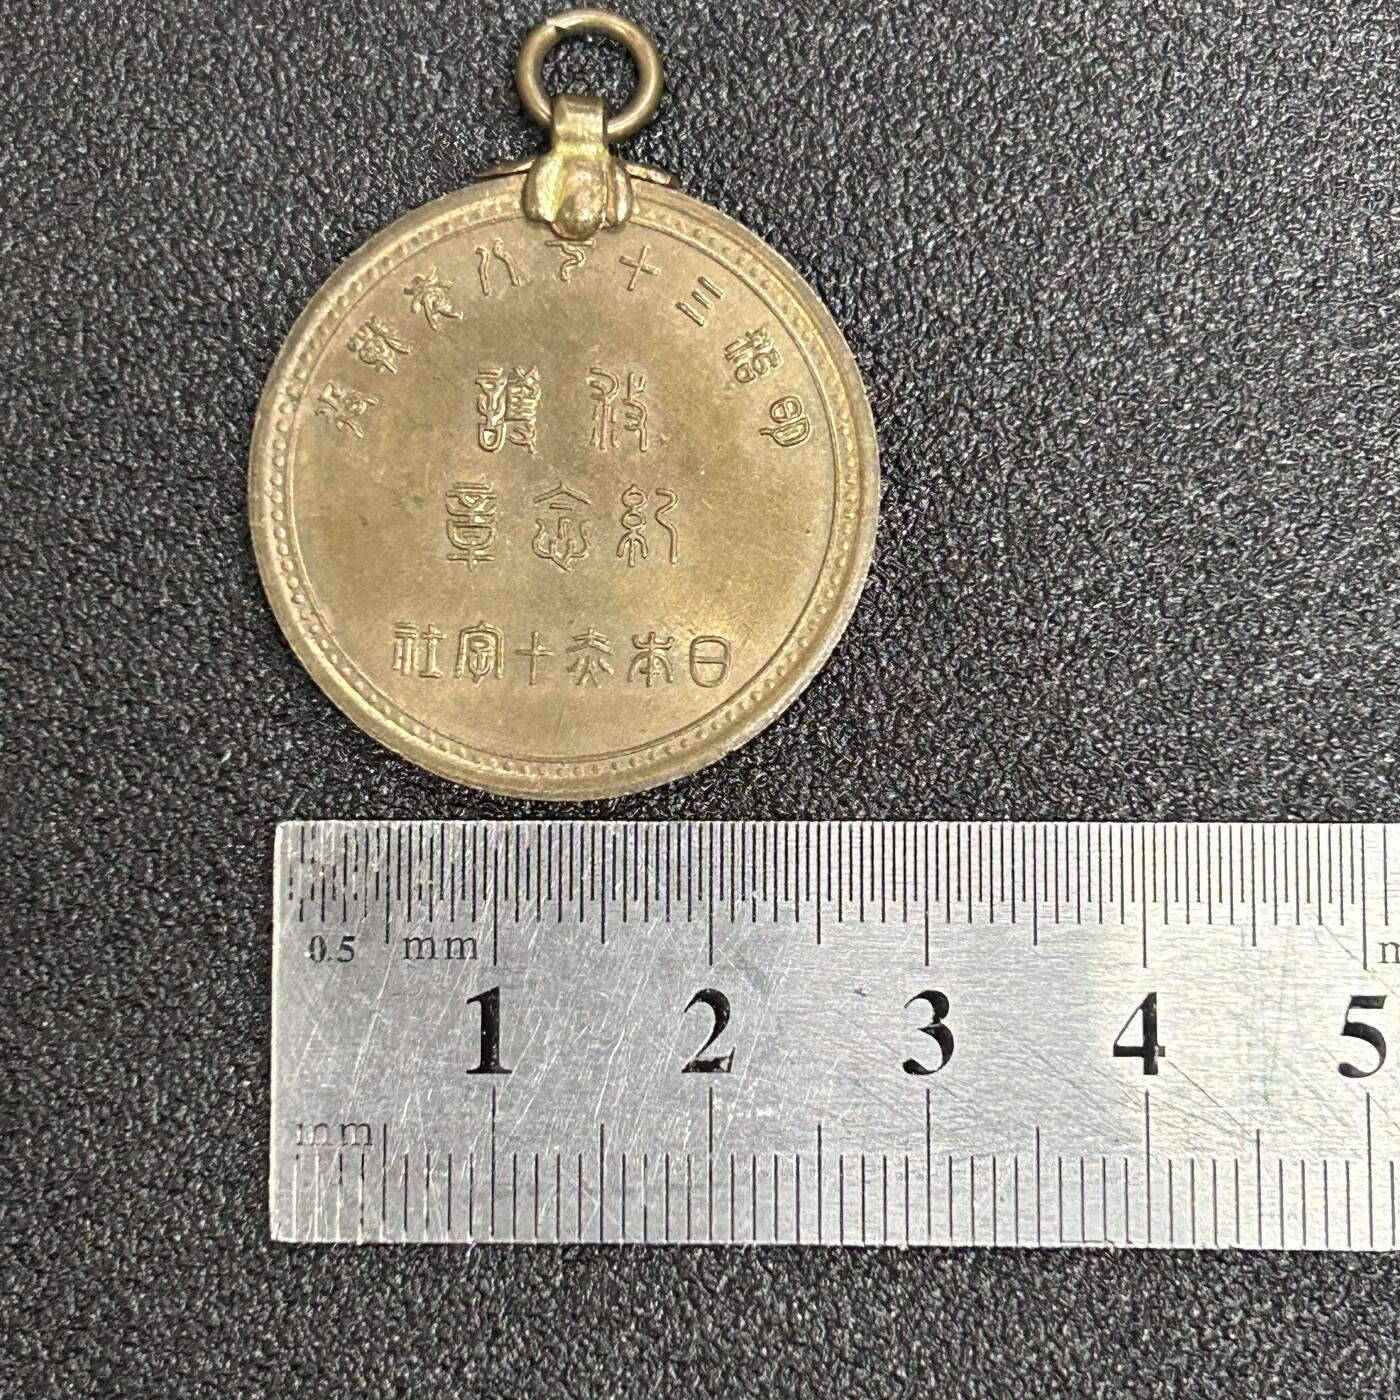 明治三十七八年戰役
救護
紀念章
日本赤十字社
0.5 mm
1 2 3 4 5
mm